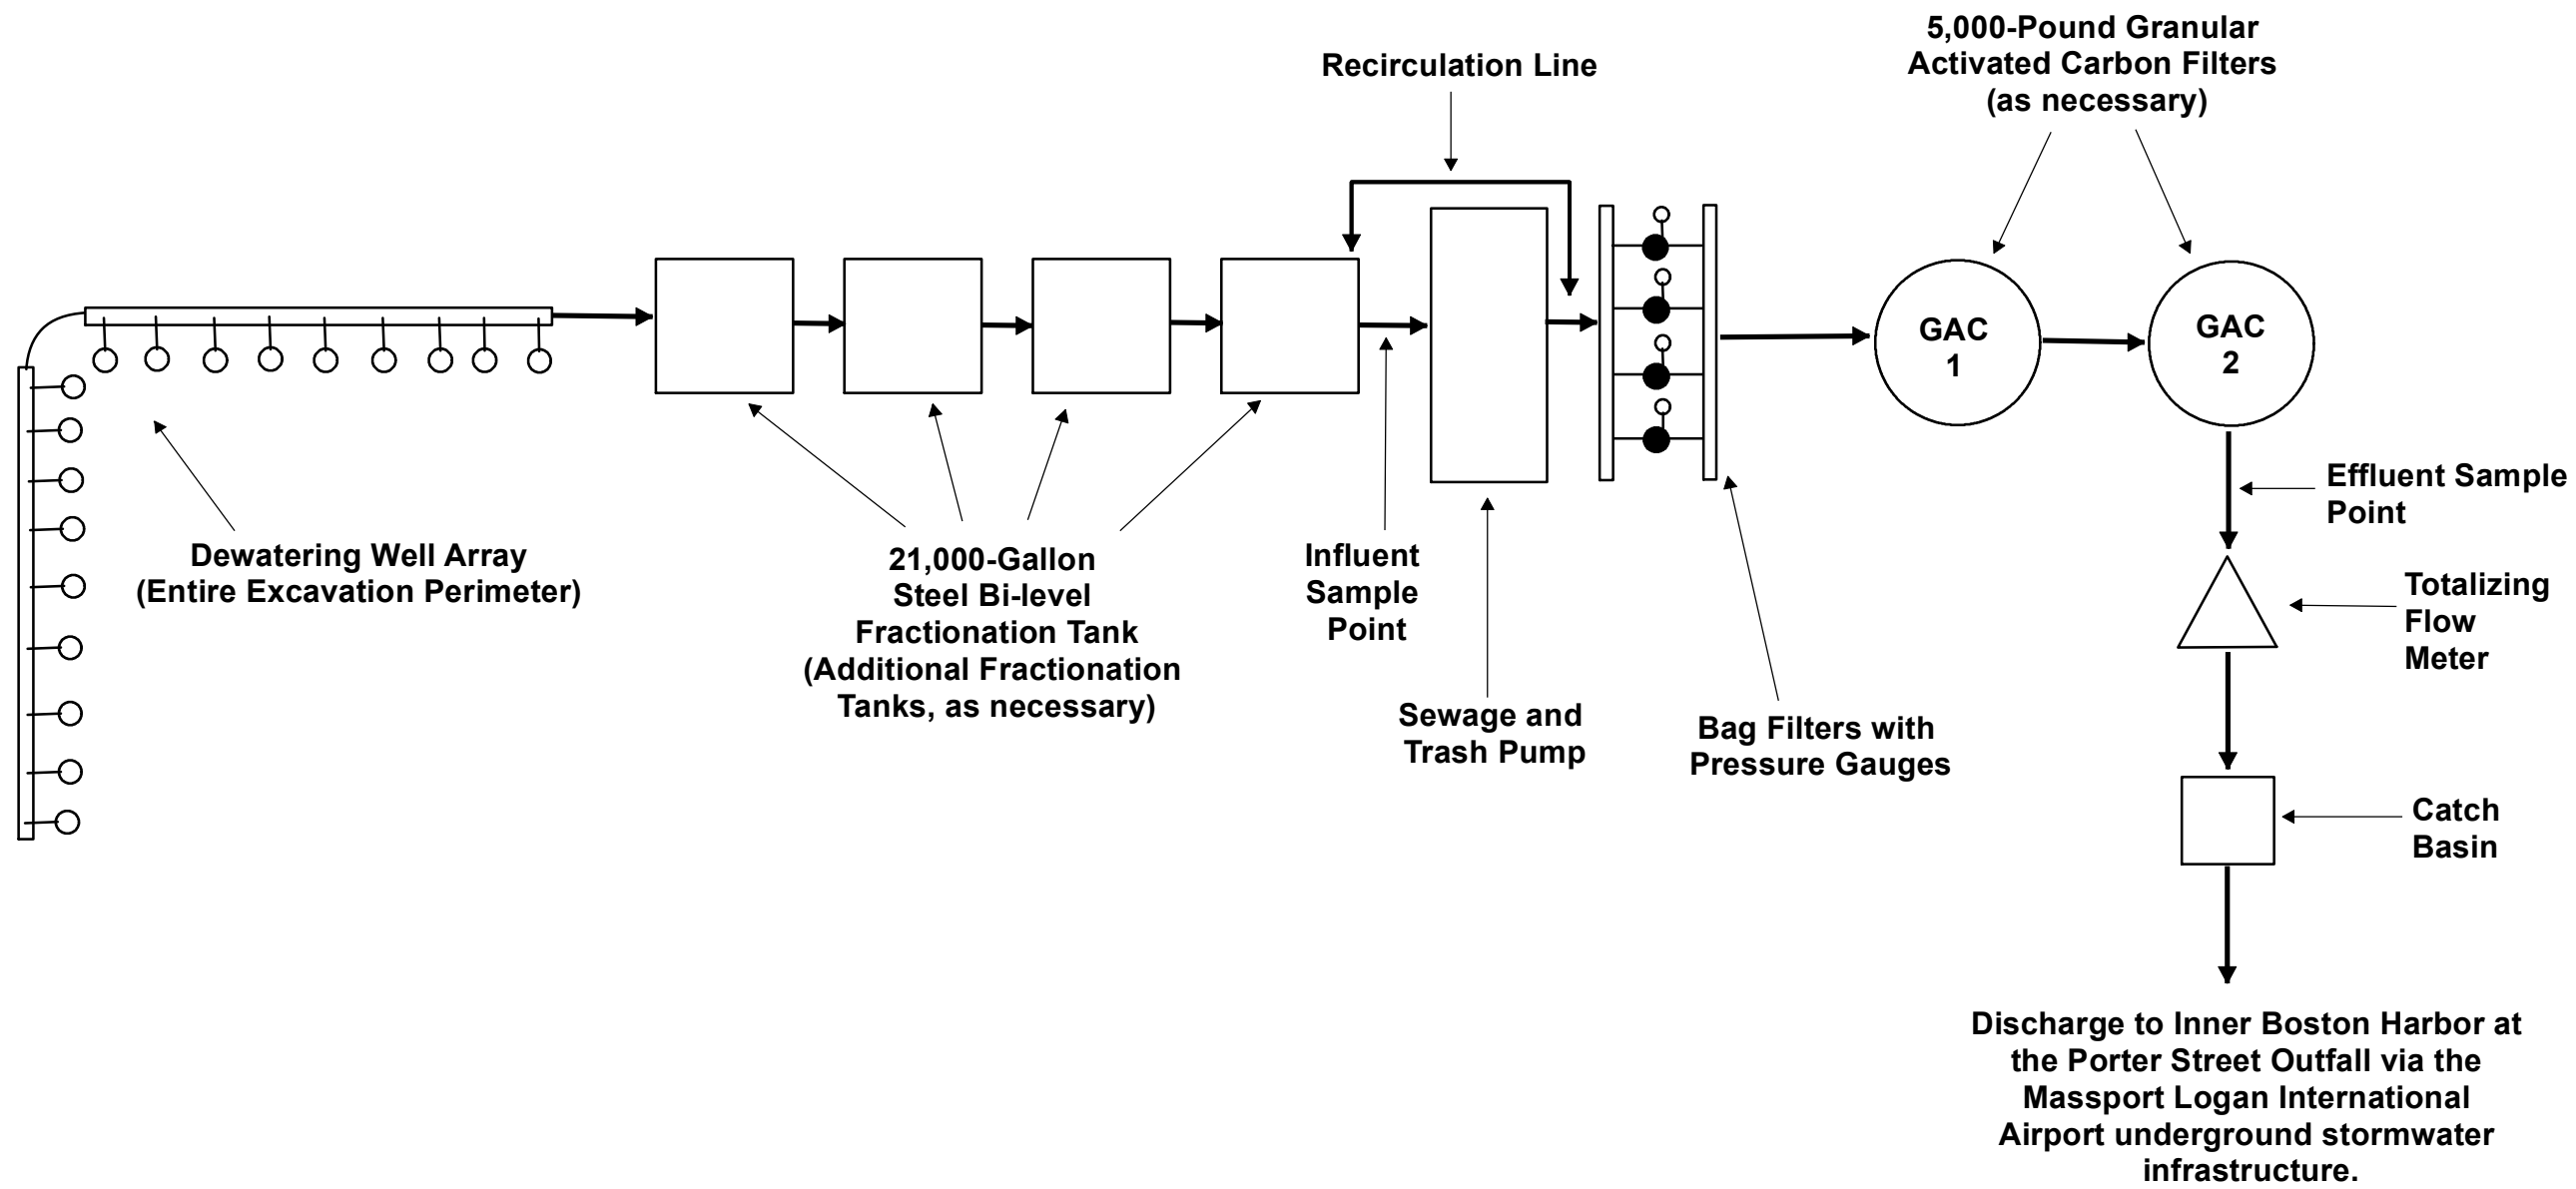 5,000-Pound Granular
Activated Carbon Filters
(as necessary)
Recirculation Line
GAC
1
GAC
2
Effluent Sample
Point
Dewatering Well Array
(Entire Excavation Perimeter)
21,000-Gallon
Steel Bi-level
Fractionation Tank
(Additional Fractionation
Tanks, as necessary)
Influent
Sample
Point
Totalizing
Flow
Meter
Sewage and
Trash Pump
Bag Filters with
Pressure Gauges
Catch
Basin
Discharge to Inner Boston Harbor at
the Porter Street Outfall via the
Massport Logan International
Airport underground stormwater
infrastructure.